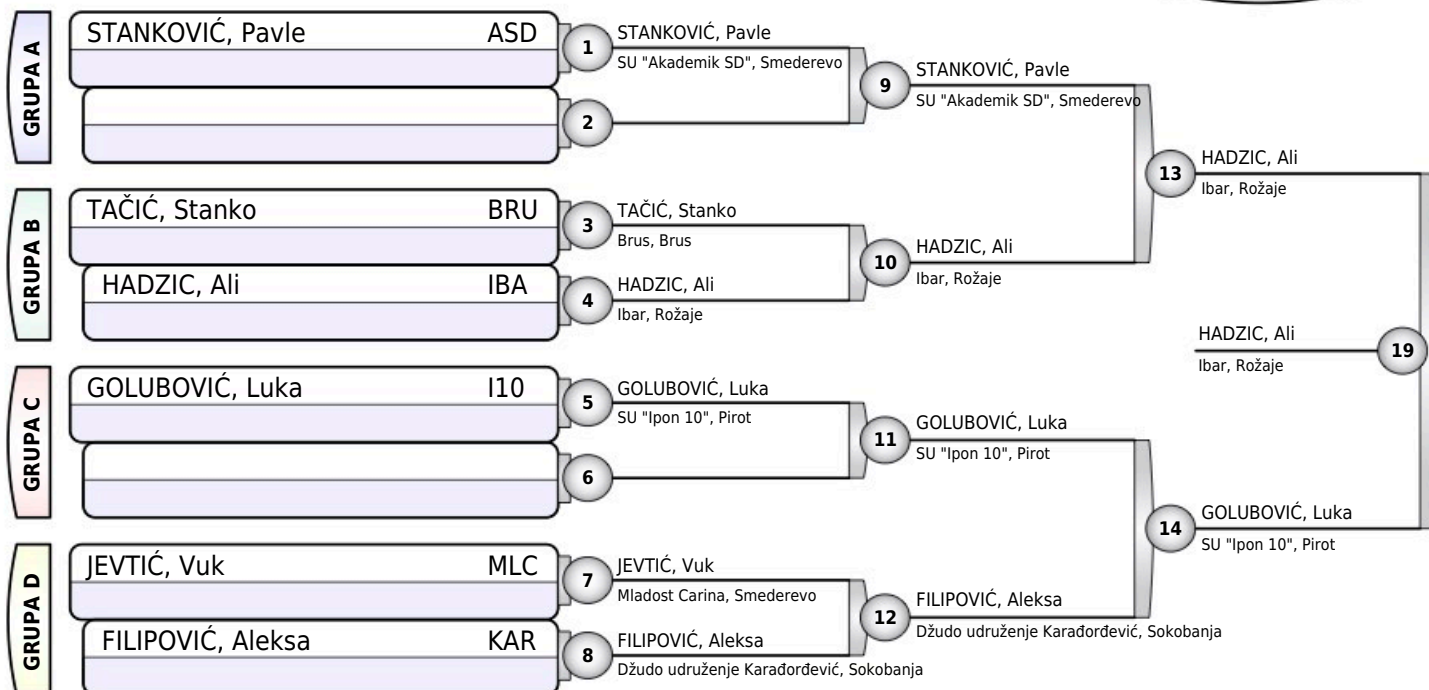 GRUPA A
STANKOVIĆ, Pavle ASD
1
STANKOVIĆ, Pavle
SU "Akademik SD", Smederevo
2
9
STANKOVIĆ, Pavle
SU "Akademik SD", Smederevo
GRUPA B
TAČIĆ, Stanko BRU
HADZIC, Ali IBA
3
TAČIĆ, Stanko
Brus, Brus
4
HADZIC, Ali
Ibar, Rožaje
10
HADZIC, Ali
Ibar, Rožaje
13
HADZIC, Ali
Ibar, Rožaje
HADZIC, Ali
Ibar, Rožaje
19
GRUPA C
GOLUBOVIĆ, Luka I10
5
GOLUBOVIĆ, Luka
SU "Ipon 10", Pirot
6
11
GOLUBOVIĆ, Luka
SU "Ipon 10", Pirot
14
GOLUBOVIĆ, Luka
SU "Ipon 10", Pirot
GRUPA D
JEVTIĆ, Vuk MLC
FILIPOVIĆ, Aleksa KAR
7
JEVTIĆ, Vuk
Mladost Carina, Smederevo
8
FILIPOVIĆ, Aleksa
Džudo udruženje Karađorđević, Sokobanja
12
FILIPOVIĆ, Aleksa
Džudo udruženje Karađorđević, Sokobanja